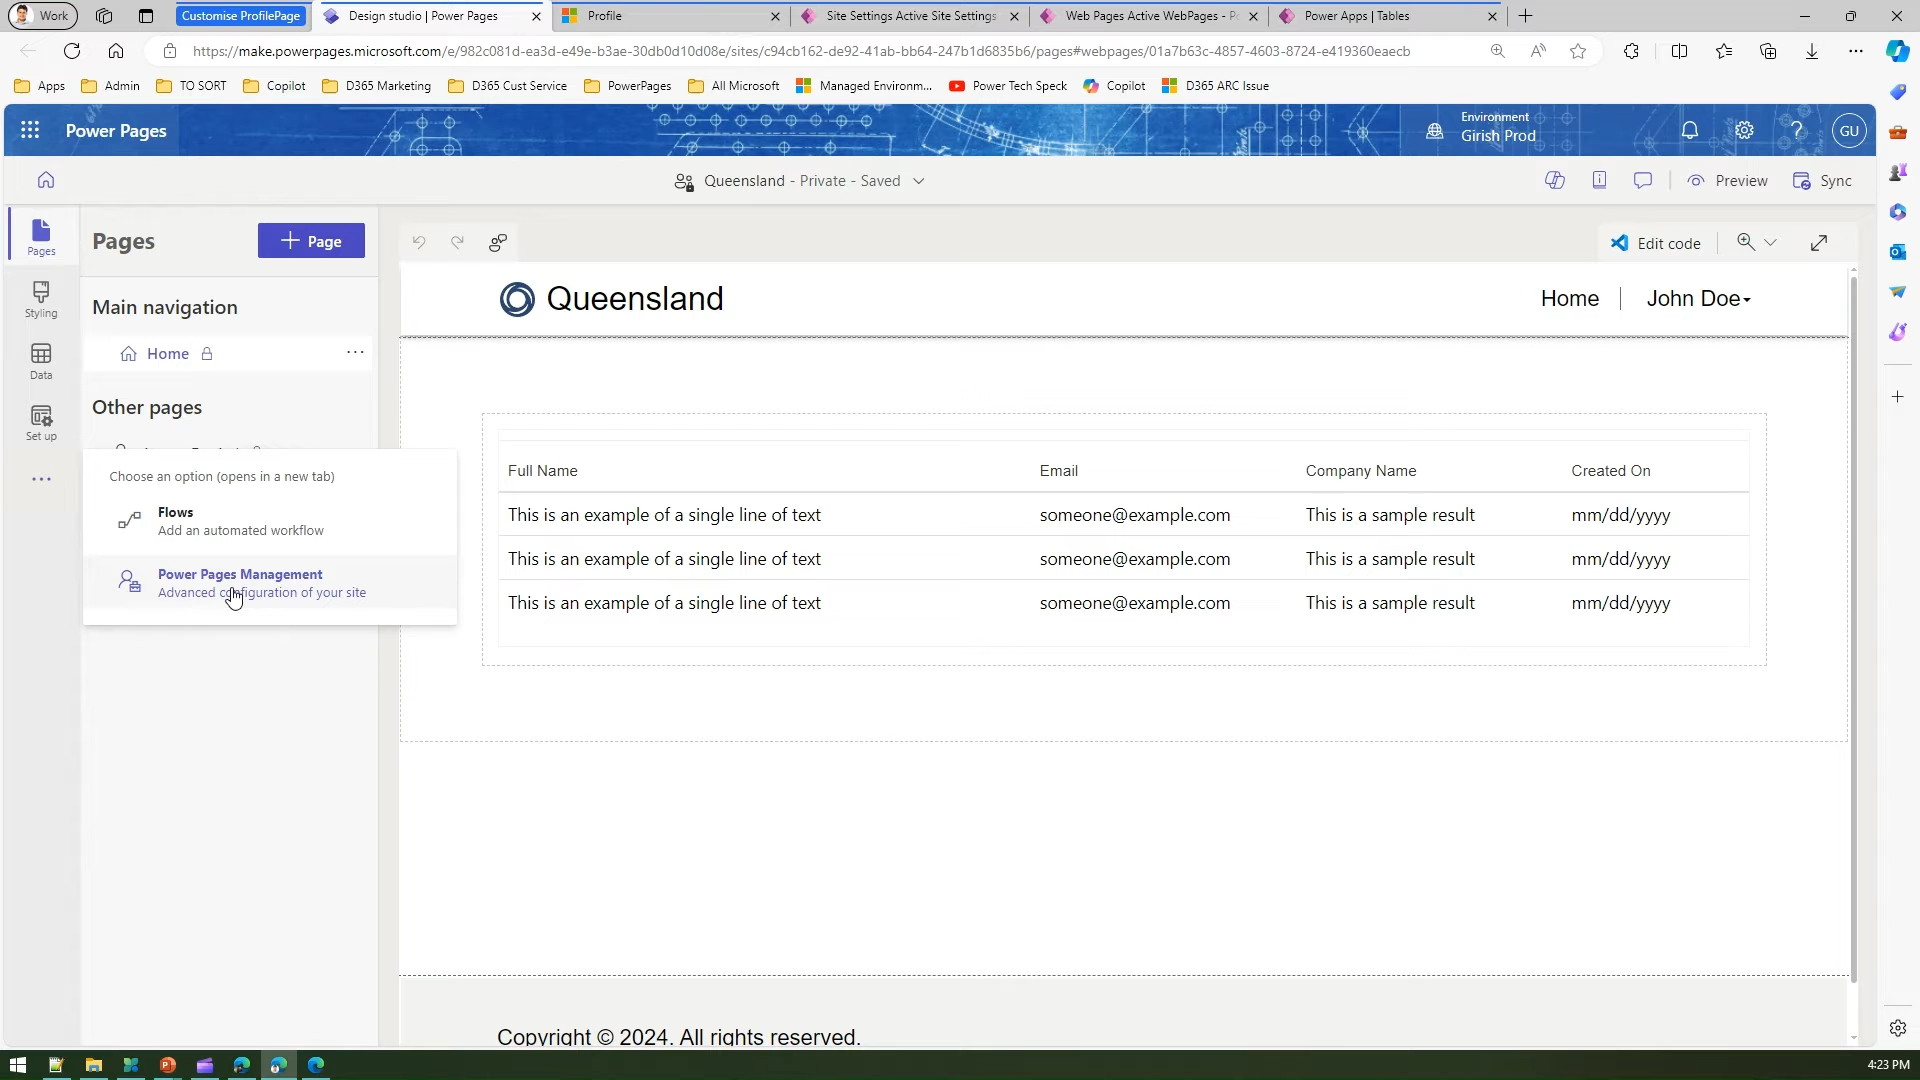 Work
Customise ProfilePage
Design studio | Power Pages
Profile
Site Settings Active Site Settings
Web Pages Active WebPages - Po
Power Apps | Tables
https://make.powerpages.microsoft.com/e/982c081d-ea3d-e49e-b3ae-30db0d10d08e/sites/c94cb162-de92-41ab-bb64-247b1d6835b6/pages#webpages/01a7b63c-4857-4603-8724-e419360eaecb
Apps
Admin
TO SORT
Copilot
D365 Marketing
D365 Cust Service
PowerPages
All Microsoft
Managed Environm...
Power Tech Speck
Copilot
D365 ARC Issue
Power Pages
Environment
Girish Prod
GU
Queensland - Private - Saved
Preview
Sync
Pages
Styling
Data
Set up
Pages
Page
Main navigation
Home
Other pages
Choose an option (opens in a new tab)
Flows
Add an automated workflow
Power Pages Management
Advanced configuration of your site
Edit code
Queensland
Home
John Doe
Full Name Email Company Name Created On
This is an example of a single line of text someone@example.com This is a sample result mm/dd/yyyy
This is an example of a single line of text someone@example.com This is a sample result mm/dd/yyyy
This is an example of a single line of text someone@example.com This is a sample result mm/dd/yyyy
Copyright © 2024. All rights reserved.
4:23 PM